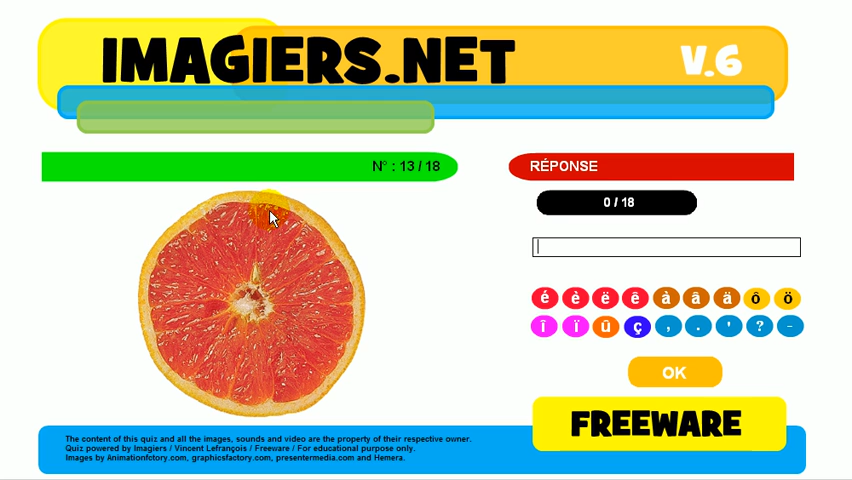 IMAGIERS.NET
V.6
N° : 13 / 18
RÉPONSE
0 / 18
é è ë ê à â ä ô ö
î ï û ç , . ' ? -
OK
FREEWARE
The content of this quiz and all the images, sounds and video are the property of their respective owner.
Quiz powered by Imagiers / Vincent Lefrançois / Freeware / For educational purpose only.
Images by Animationfctory.com, graphicsfactory.com, presentermedia.com and Hemera.